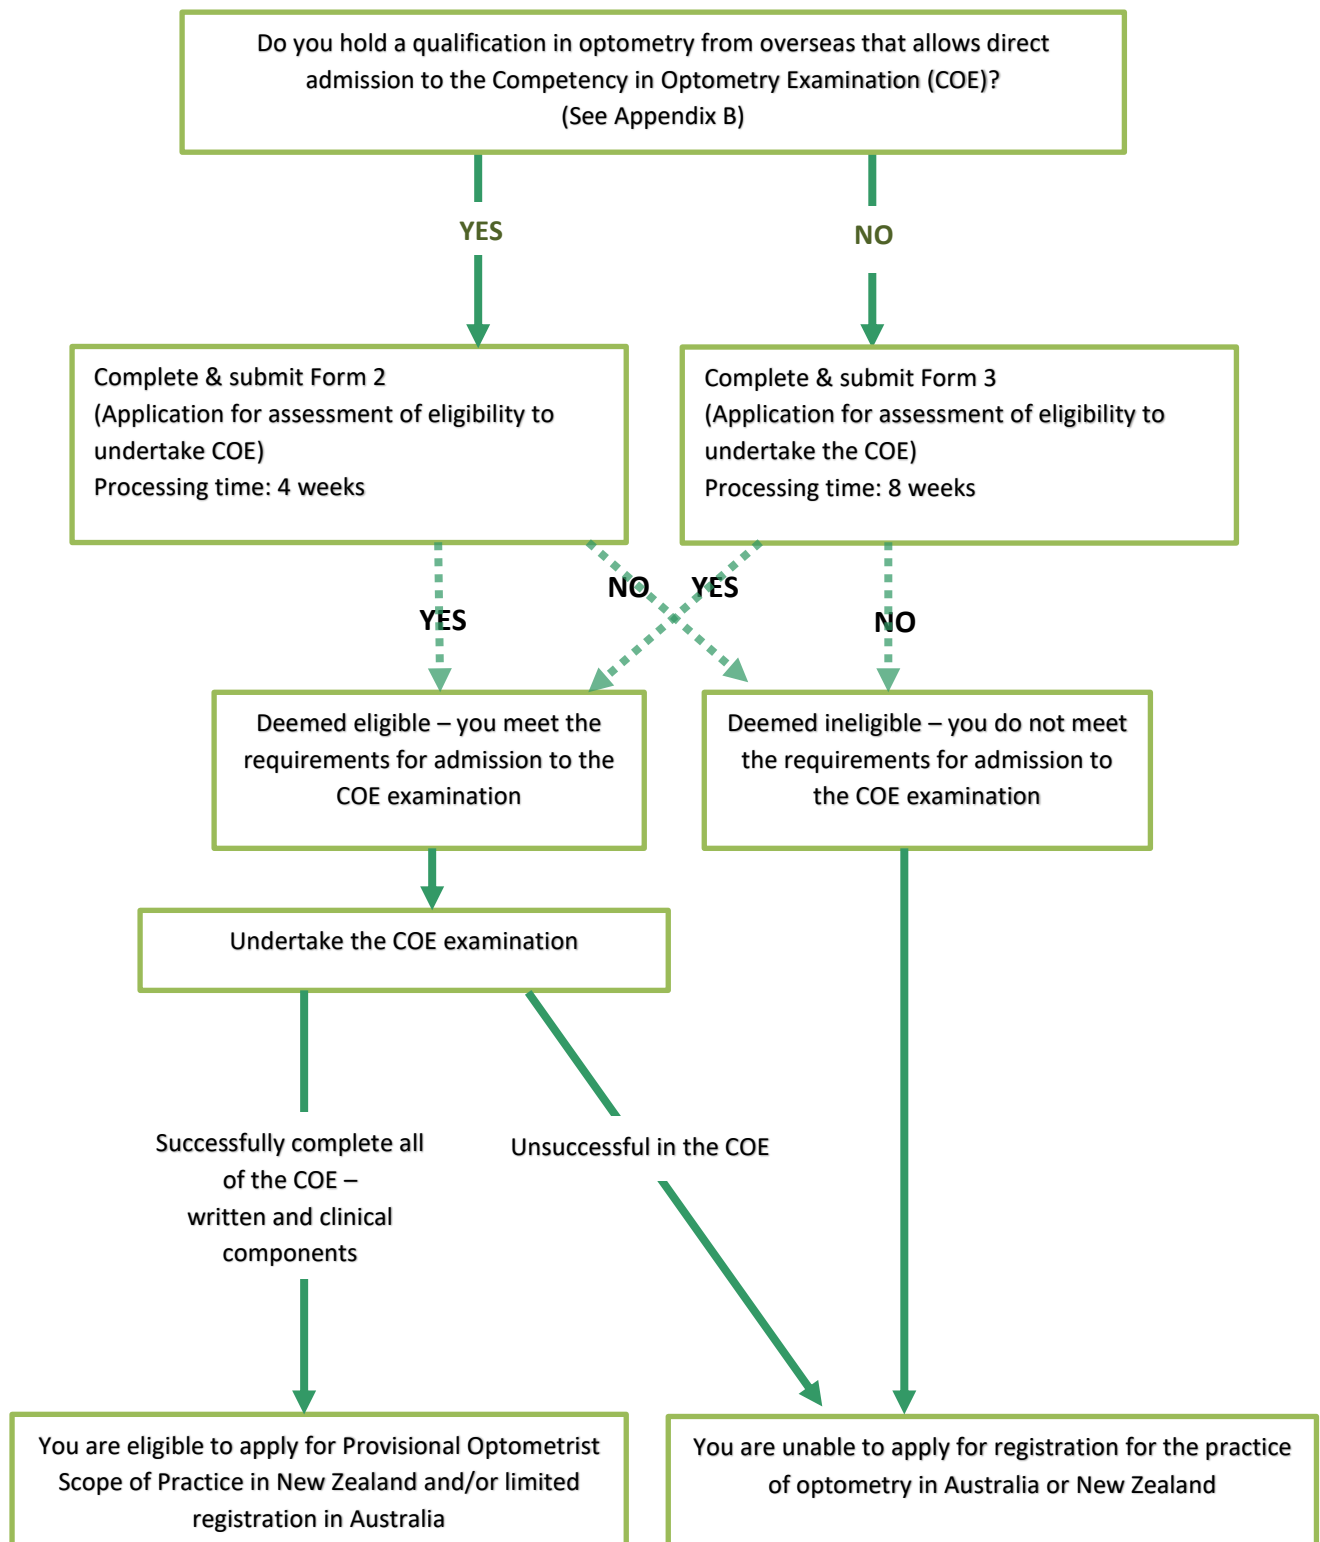 Do you hold a qualification in optometry from overseas that allows direct
admission to the Competency in Optometry Examination (COE)?
(See Appendix B)
YES
NO
Complete & submit Form 2
(Application for assessment of eligibility to
undertake COE)
Processing time: 4 weeks
Complete & submit Form 3
(Application for assessment of eligibility to
undertake the COE)
Processing time: 8 weeks
NO
YES
YES
NO
Deemed eligible – you meet the
requirements for admission to the
COE examination
Deemed ineligible – you do not meet
the requirements for admission to
the COE examination
Undertake the COE examination
Successfully complete all
of the COE –
written and clinical
components
Unsuccessful in the COE
You are eligible to apply for Provisional Optometrist
Scope of Practice in New Zealand and/or limited
registration in Australia
You are unable to apply for registration for the practice
of optometry in Australia or New Zealand